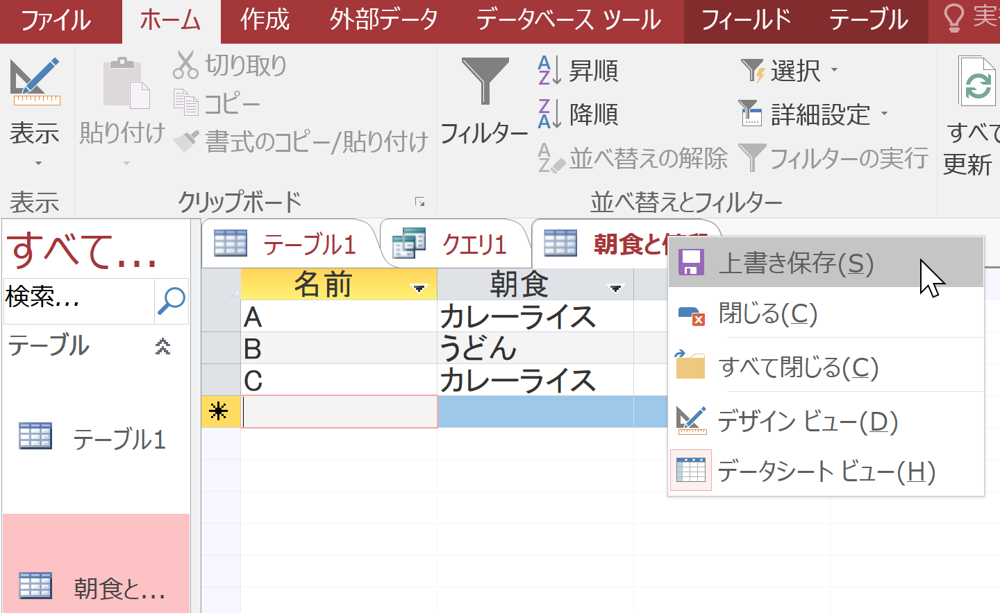 ファイル ホーム 作成 外部データ データベース ツール フィールド テーブル
表示
貼り付け
切り取り
コピー
書式のコピー/貼り付け
フィルター
昇順
降順
並べ替えの解除
選択
詳細設定
フィルターの実行
すべて
更新
表示 クリップボード 並べ替えとフィルター
すべて...
検索...
テーブル
テーブル1
朝食と...
テーブル1 クエリ1 朝食と
名前 朝食
A カレーライス
B うどん
C カレーライス
上書き保存(S)
閉じる(C)
すべて閉じる(C)
デザイン ビュー(D)
データシート ビュー(H)